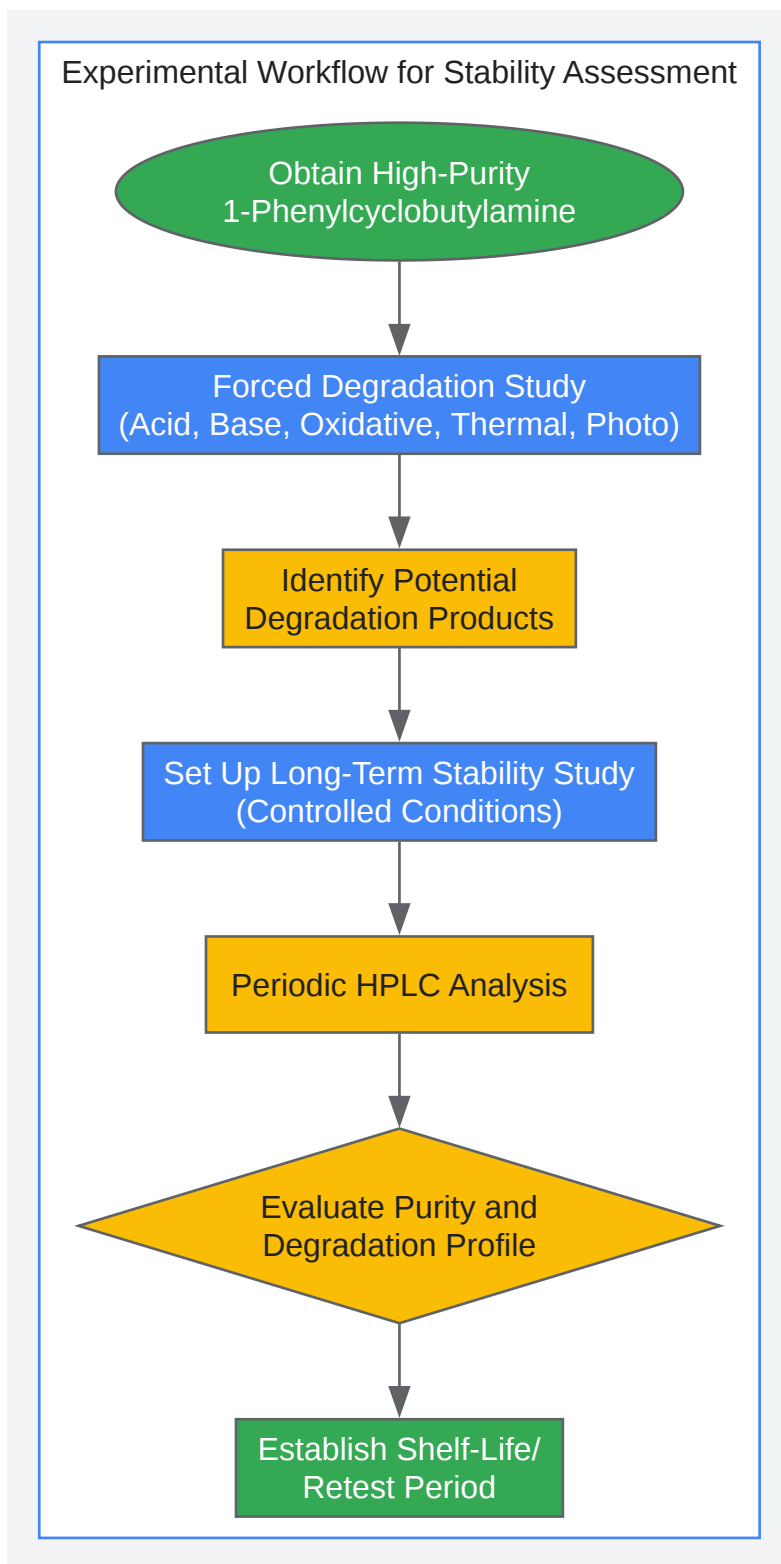 Experimental Workflow for Stability Assessment
Obtain High-Purity
1-Phenylcyclobutylamine
Forced Degradation Study
(Acid, Base, Oxidative, Thermal, Photo)
Identify Potential
Degradation Products
Set Up Long-Term Stability Study
(Controlled Conditions)
Periodic HPLC Analysis
Evaluate Purity and
Degradation Profile
Establish Shelf-Life/
Retest Period